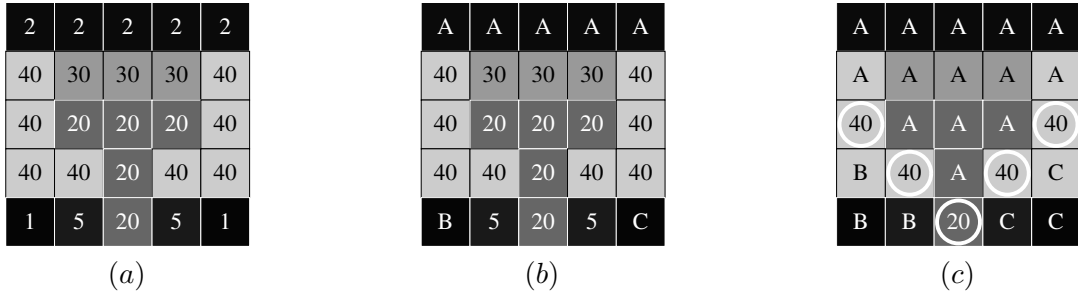 2 2 2 2 2 A A A A A A A A A A
40 30 30 30 40 40 30 30 30 40 A A A A A
40 20 20 20 40 40 20 20 20 40 40 A A A 40
40 40 20 40 40 40 40 20 40 40 B 40 A 40 C
1 5 20 5 1 B 5 20 5 C B B 20 C C
(a) (b) (c)